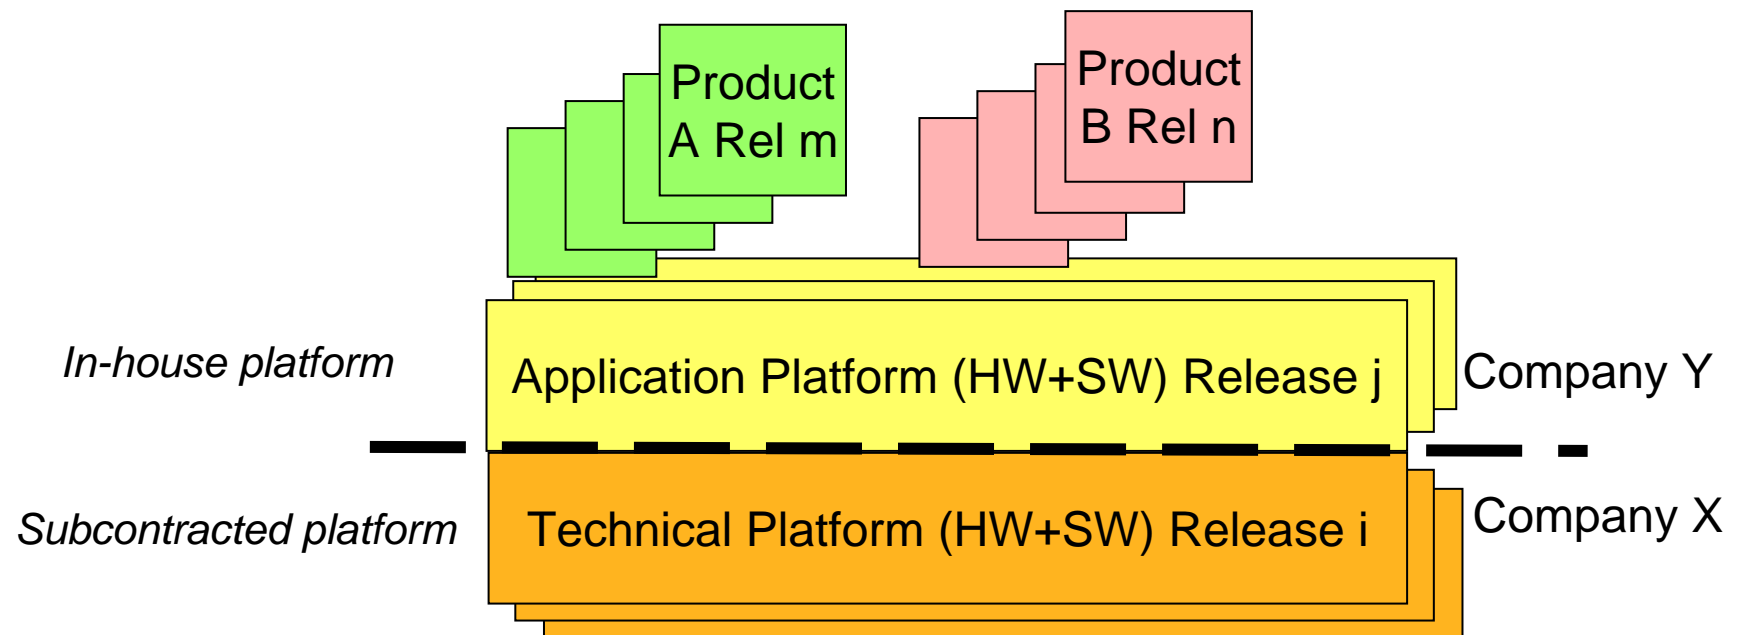 Product
A Rel m
Product
B Rel n
In-house platform
Application Platform (HW+SW) Release j
Company Y
Subcontracted platform
Technical Platform (HW+SW) Release i
Company X